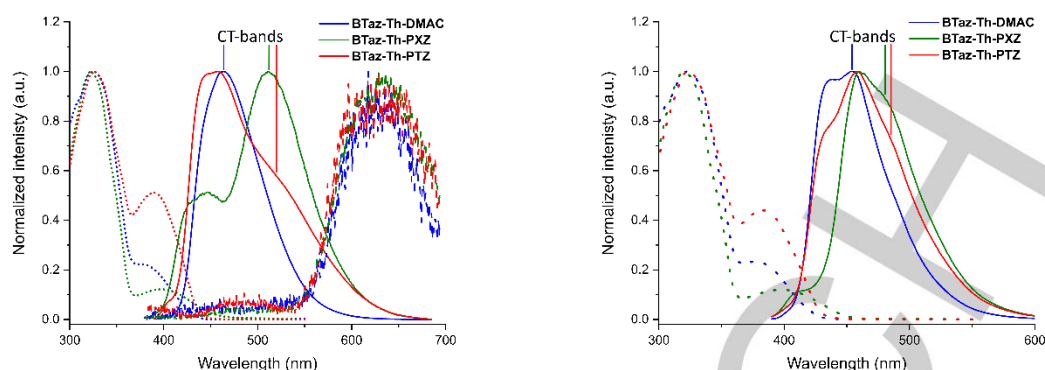 CT-bands
BTaz-Th-DMAC
BTaz-Th-PXZ
BTaz-Th-PTZ
Normalized intenisty (a.u.)
1.2
1.0
0.8
0.6
0.4
0.2
0.0
300 400 500 600 700
Wavelength (nm)
CT-bands
BTaz-Th-DMAC
BTaz-Th-PXZ
BTaz-Th-PTZ
Normalized intensity (a.u.)
1.2
1.0
0.8
0.6
0.4
0.2
0.0
300 400 500 600
Wavelength (nm)